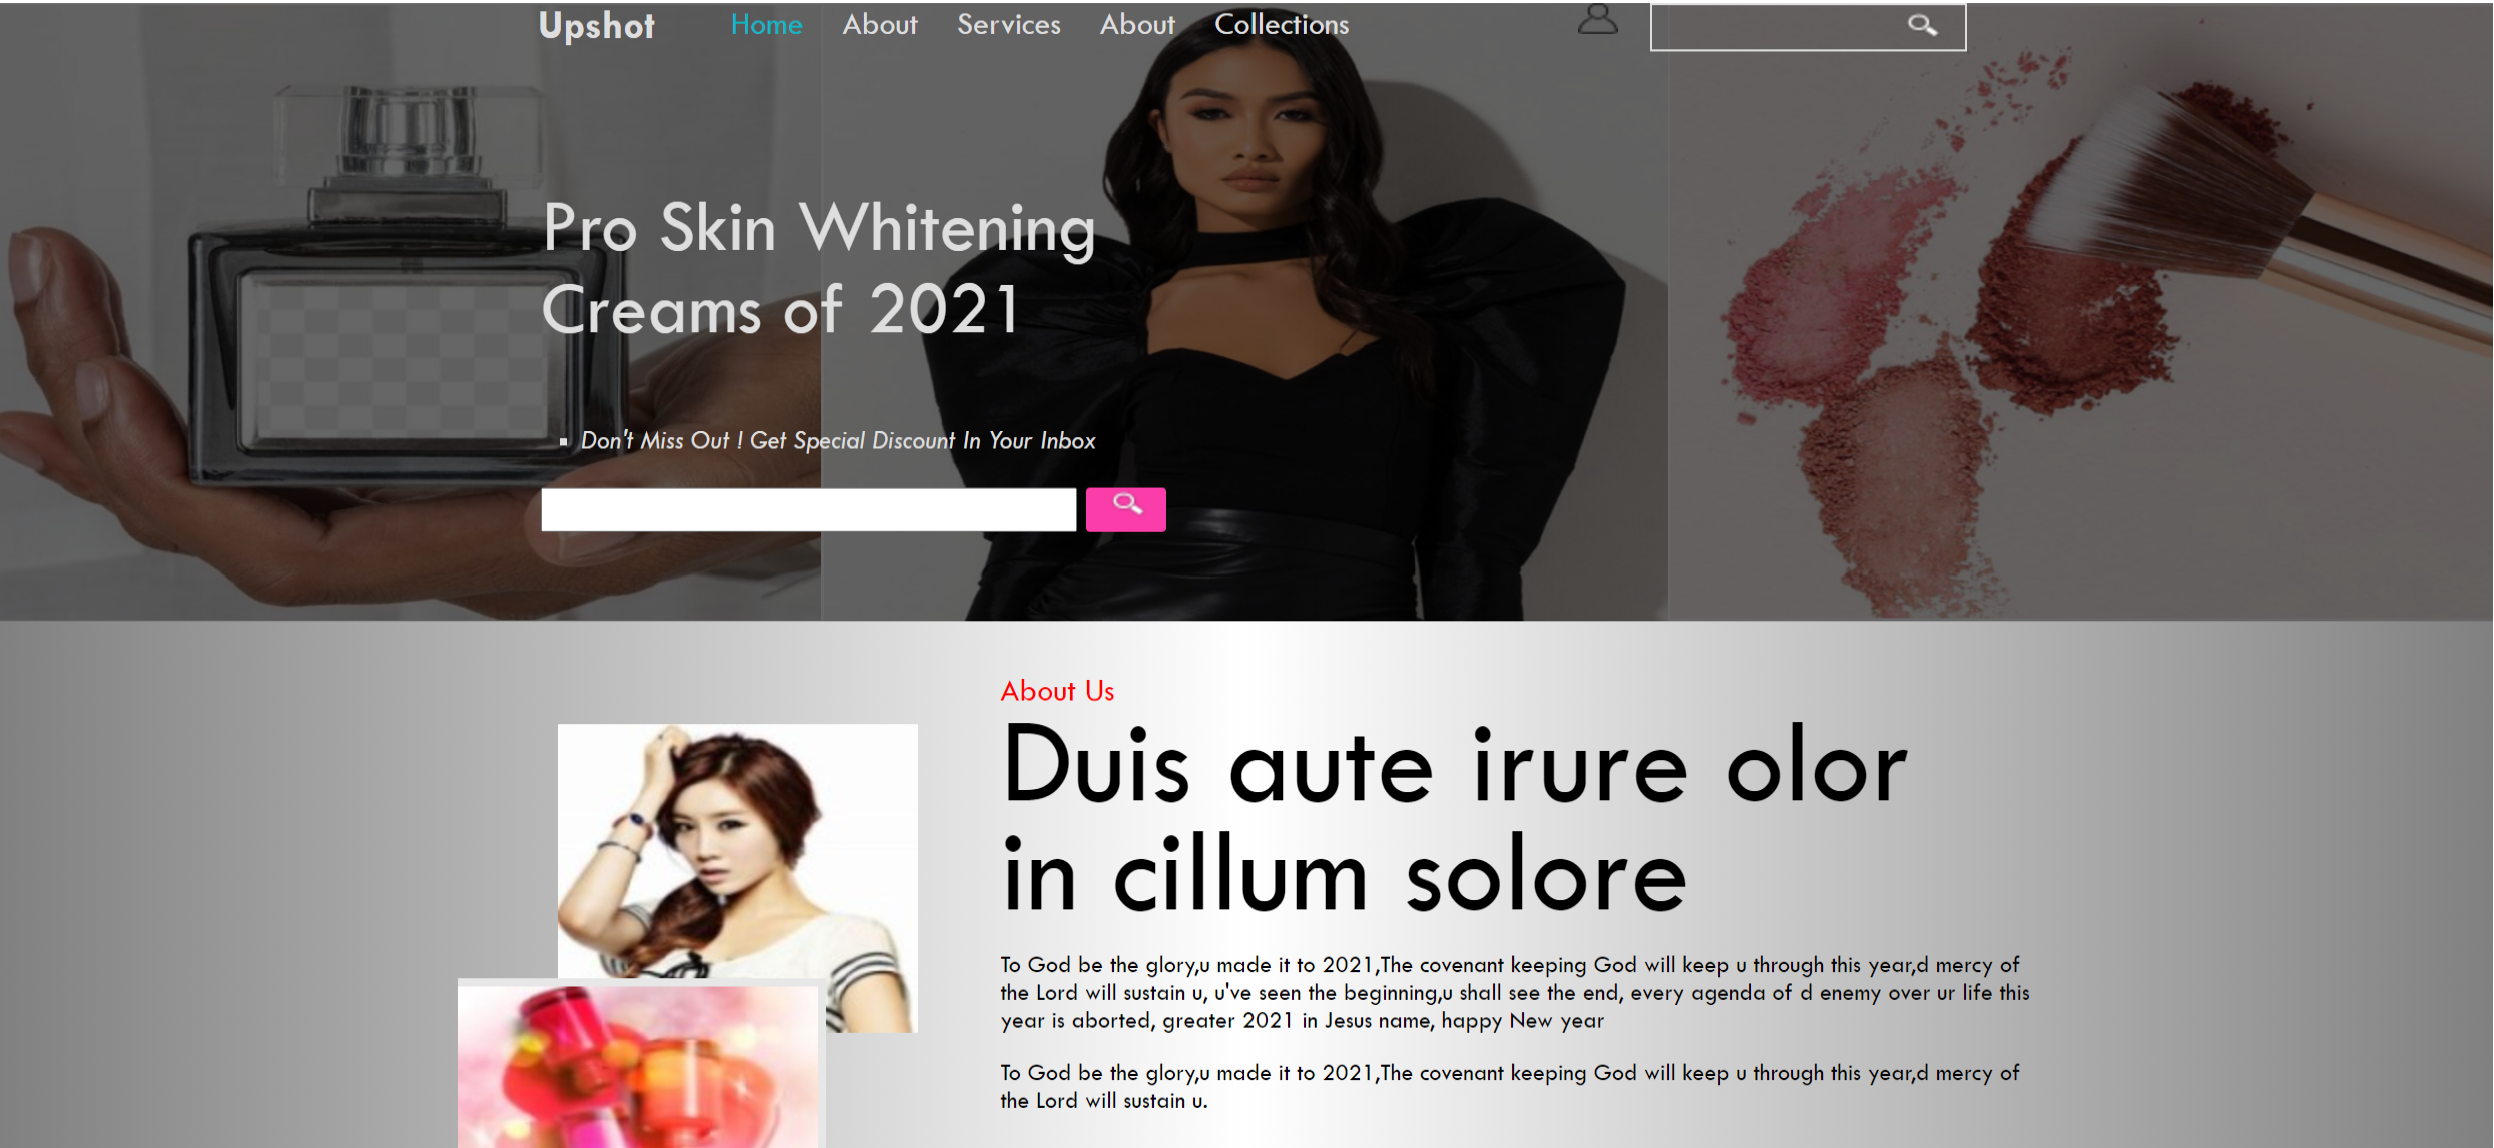 Upshot Home About Services About Collections
Pro Skin Whitening
Creams of 2021
Don't Miss Out ! Get Special Discount In Your Inbox
About Us
Duis aute irure olor
in cillum solore
To God be the glory,u made it to 2021,The covenant keeping God will keep u through this year,d mercy of
the Lord will sustain u, u've seen the beginning,u shall see the end, every agenda of d enemy over ur life this
year is aborted, greater 2021 in Jesus name, happy New year
To God be the glory,u made it to 2021,The covenant keeping God will keep u through this year,d mercy of
the Lord will sustain u.